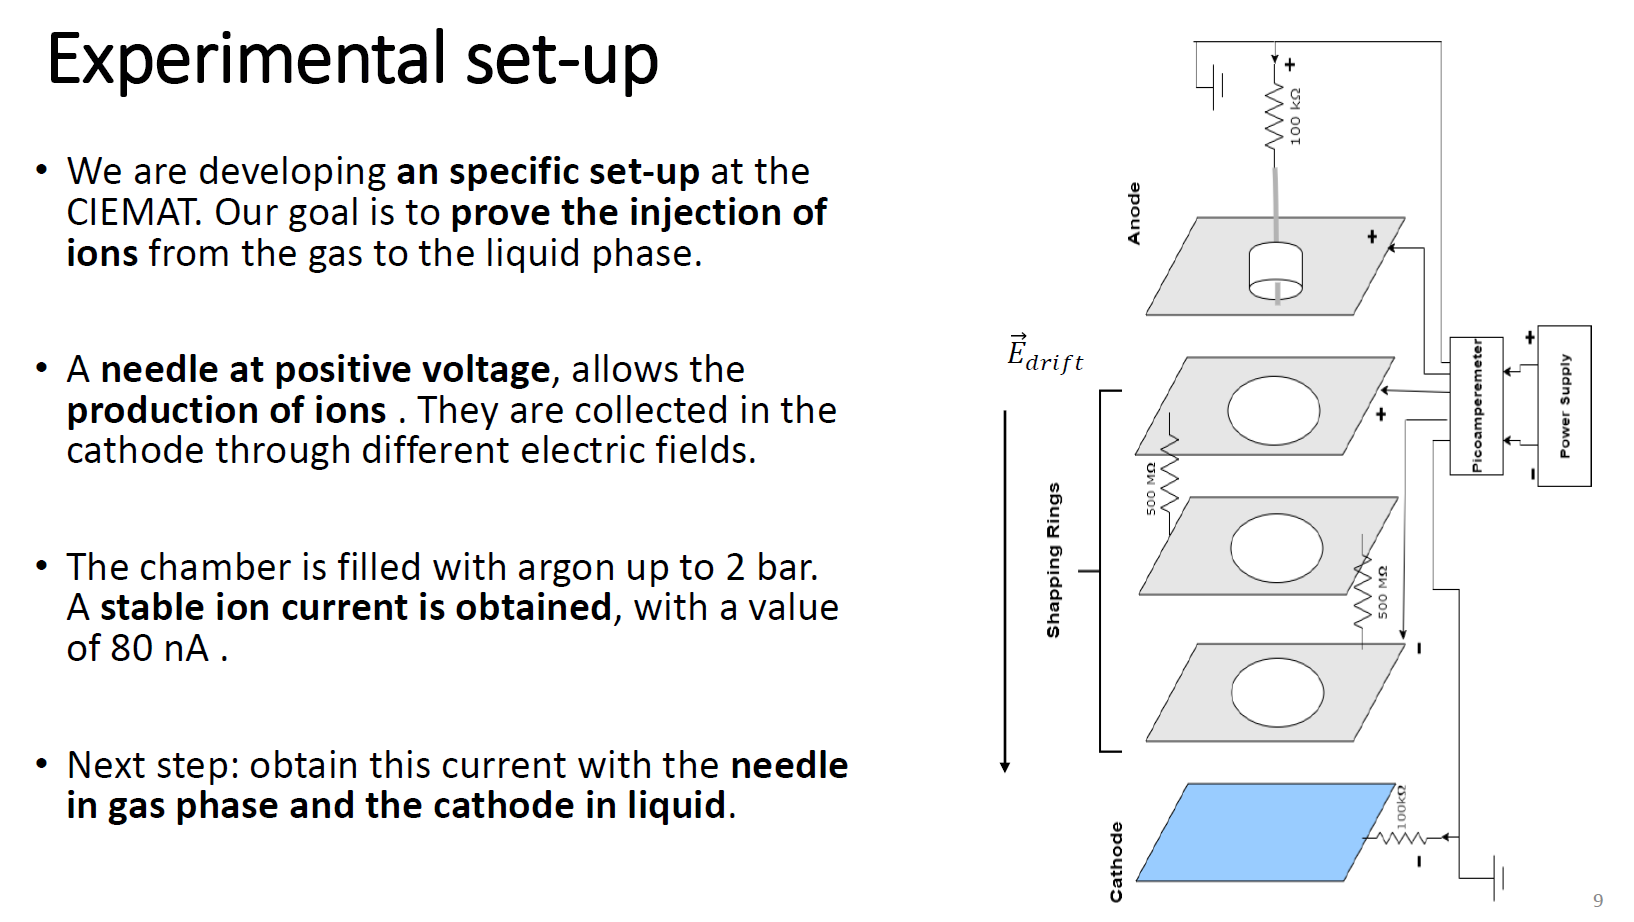 Experimental set-up
• We are developing an specific set-up at the
CIEMAT. Our goal is to prove the injection of
ions from the gas to the liquid phase.
• A needle at positive voltage, allows the
production of ions . They are collected in the
cathode through different electric fields.
• The chamber is filled with argon up to 2 bar.
A stable ion current is obtained, with a value
of 80 nA .
• Next step: obtain this current with the needle
in gas phase and the cathode in liquid.
E⃗drift
+
100 kΩ
Anode
+
+
500 MΩ
Shapping Rings
500 MΩ
−
Picoamperemeter
+
−
Power Supply
Cathode
100kΩ
−
9